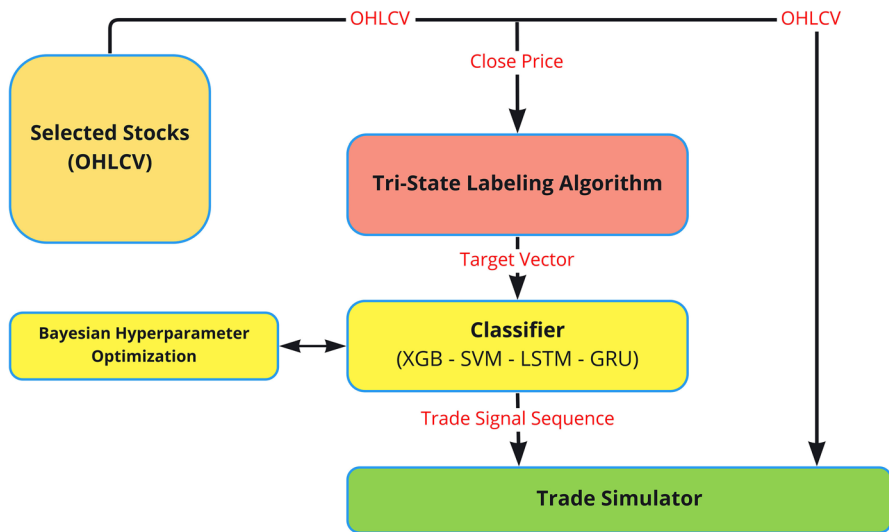 OHLCV
OHLCV
Close Price
Selected Stocks
(OHLCV)
Tri-State Labeling Algorithm
Target Vector
Bayesian Hyperparameter
Optimization
Classifier
(XGB - SVM - LSTM - GRU)
Trade Signal Sequence
Trade Simulator